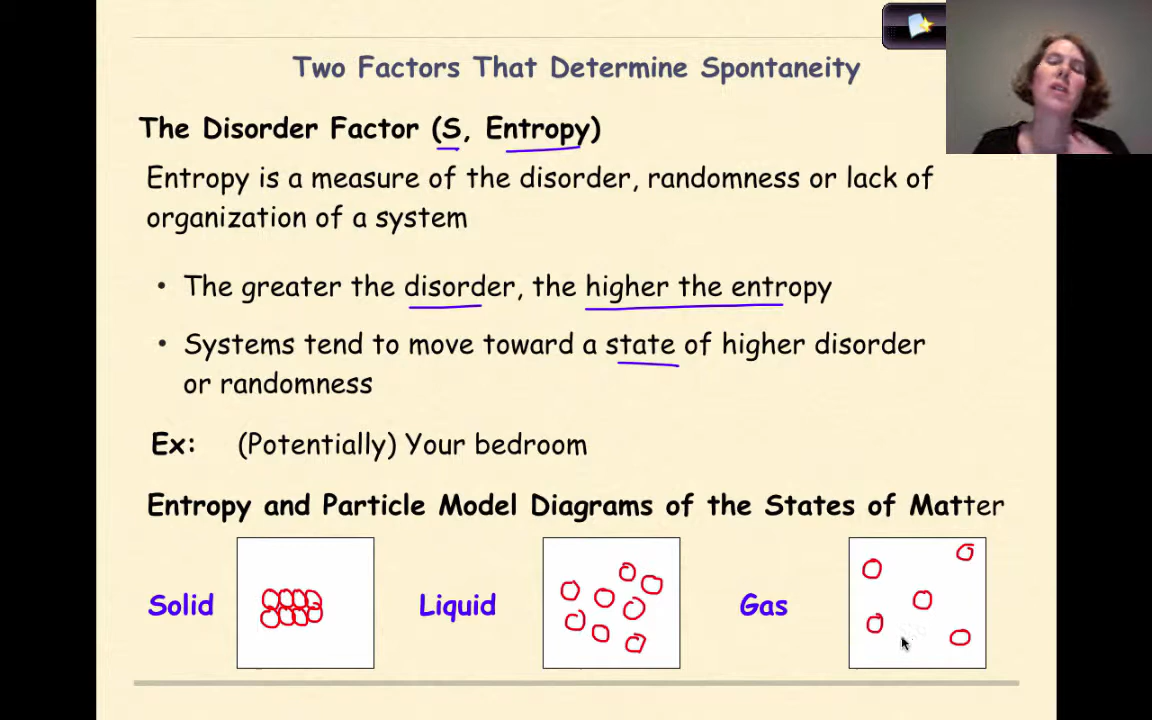 Two Factors That Determine Spontaneity
The Disorder Factor (S, Entropy)
Entropy is a measure of the disorder, randomness or lack of
organization of a system
• The greater the disorder, the higher the entropy
• Systems tend to move toward a state of higher disorder
or randomness
Ex: (Potentially) Your bedroom
Entropy and Particle Model Diagrams of the States of Matter
Solid Liquid Gas